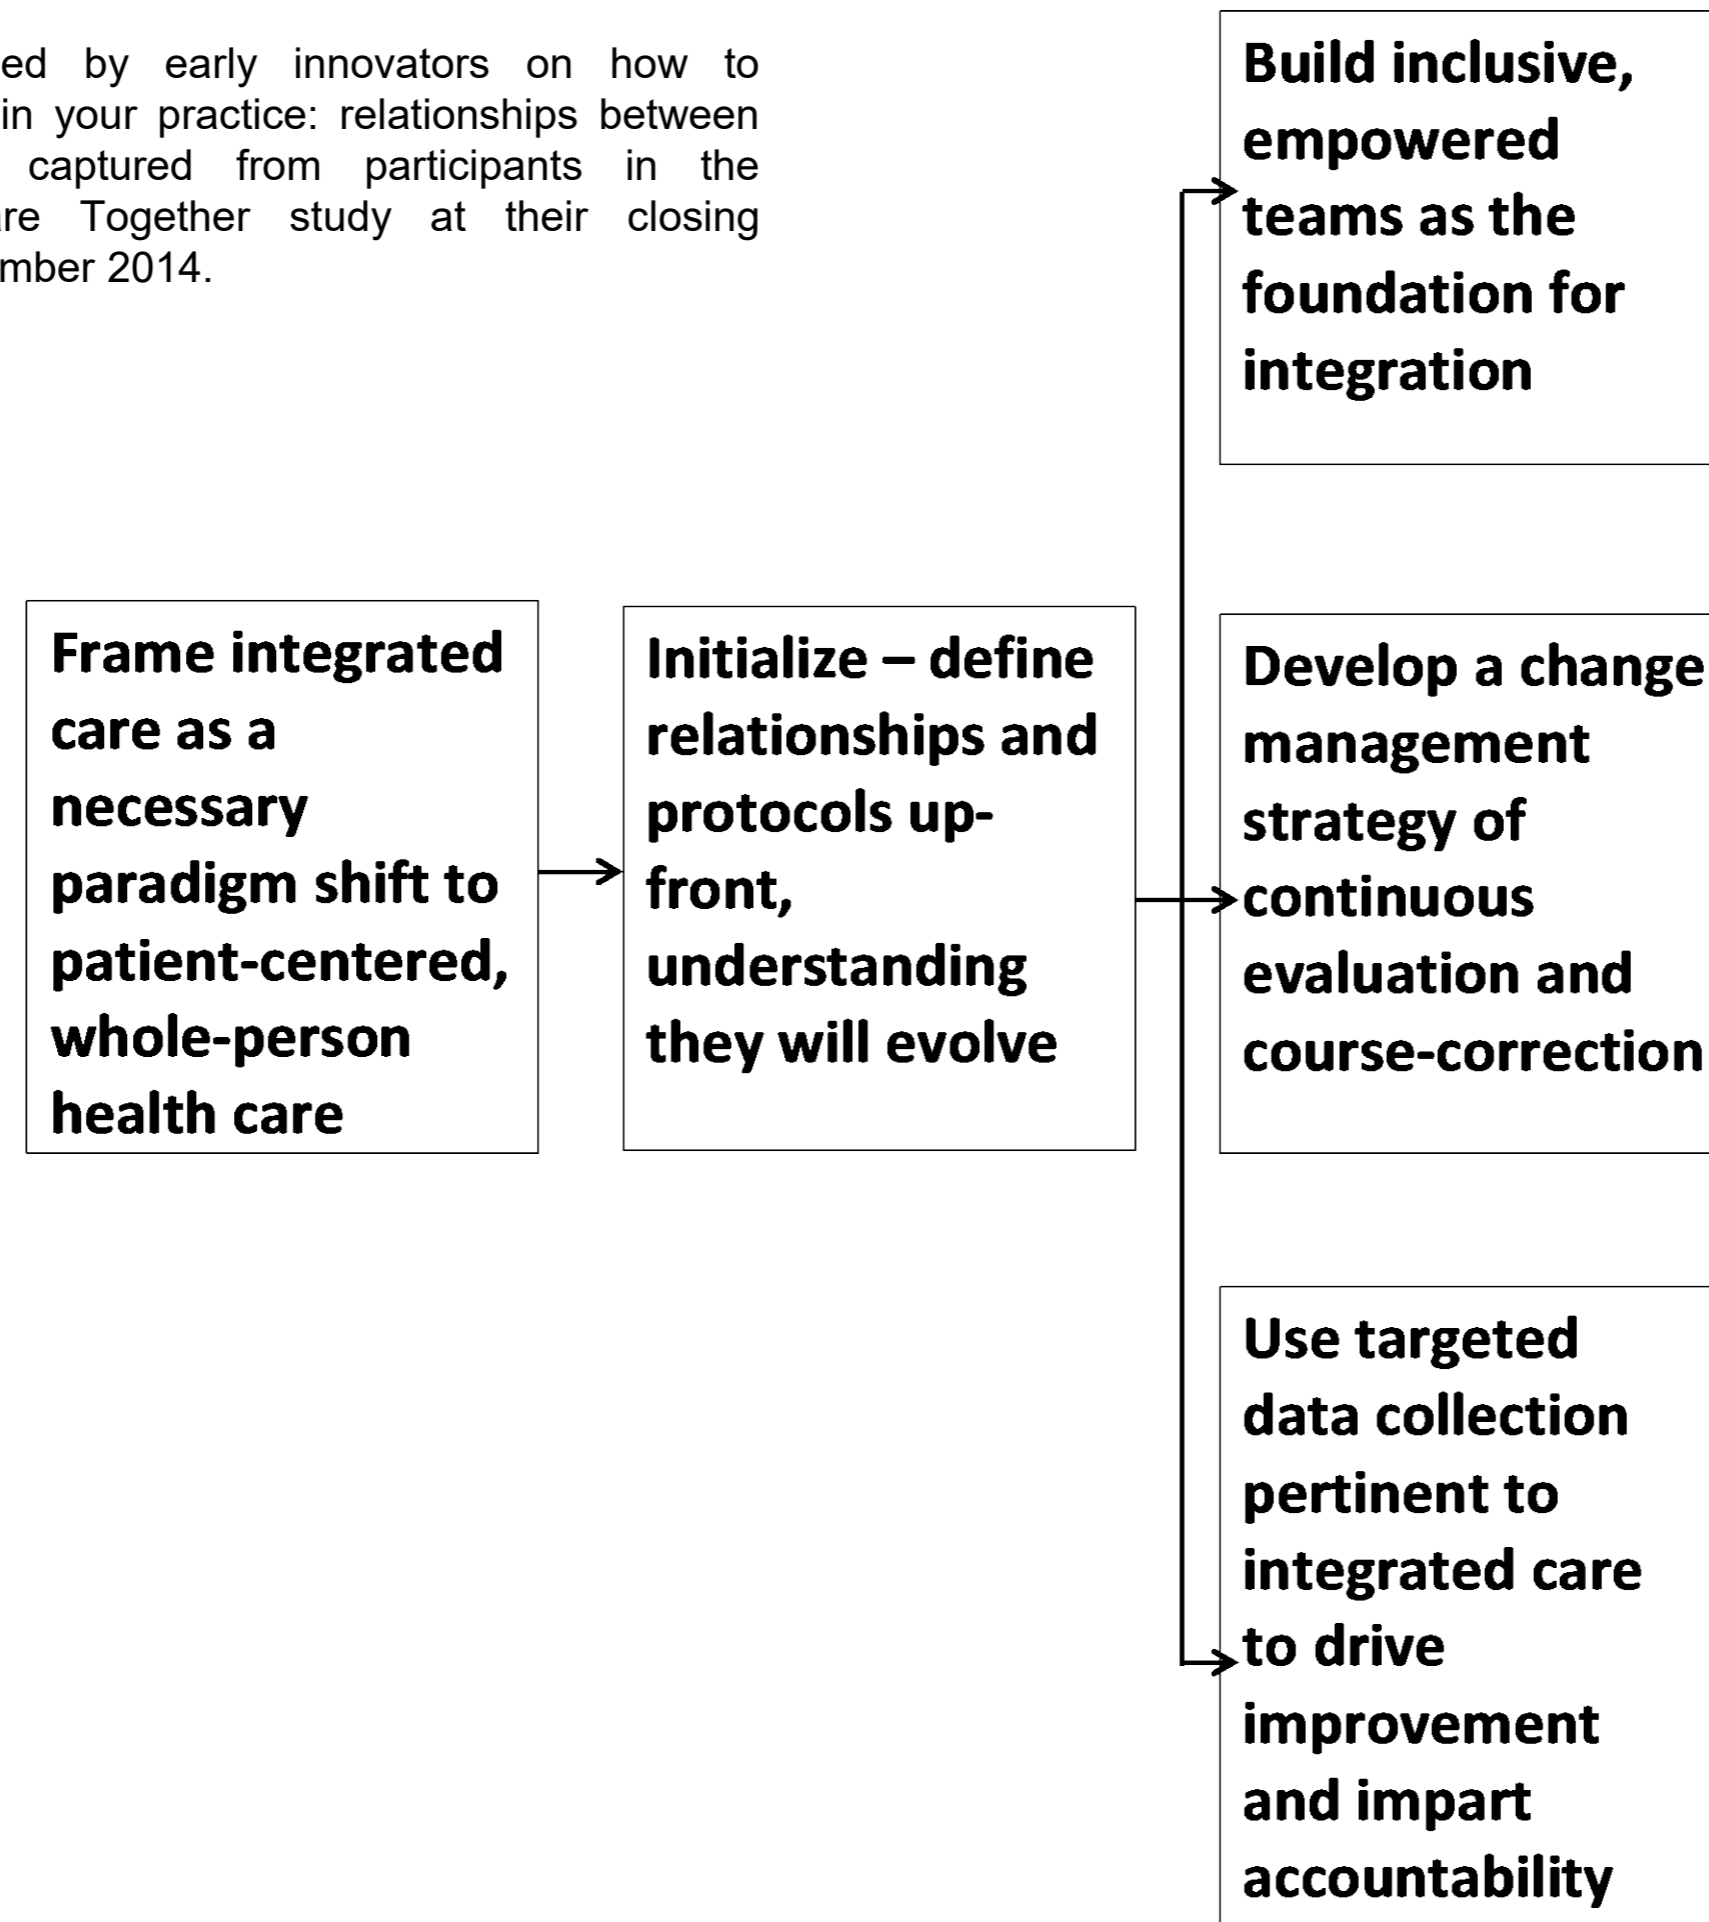 by early innovators on how to
in your practice: relationships between
captured from participants in the
Together study at their closing
2014.
Build inclusive,
empowered
teams as the
foundation for
integration
Frame integrated
care as a
necessary
paradigm shift to
patient-centered,
whole-person
health care
Initialize – define
relationships and
protocols up-
front,
understanding
they will evolve
Develop a change
management
strategy of
continuous
evaluation and
course-correction
Use targeted
data collection
pertinent to
integrated care
to drive
improvement
and impart
accountability